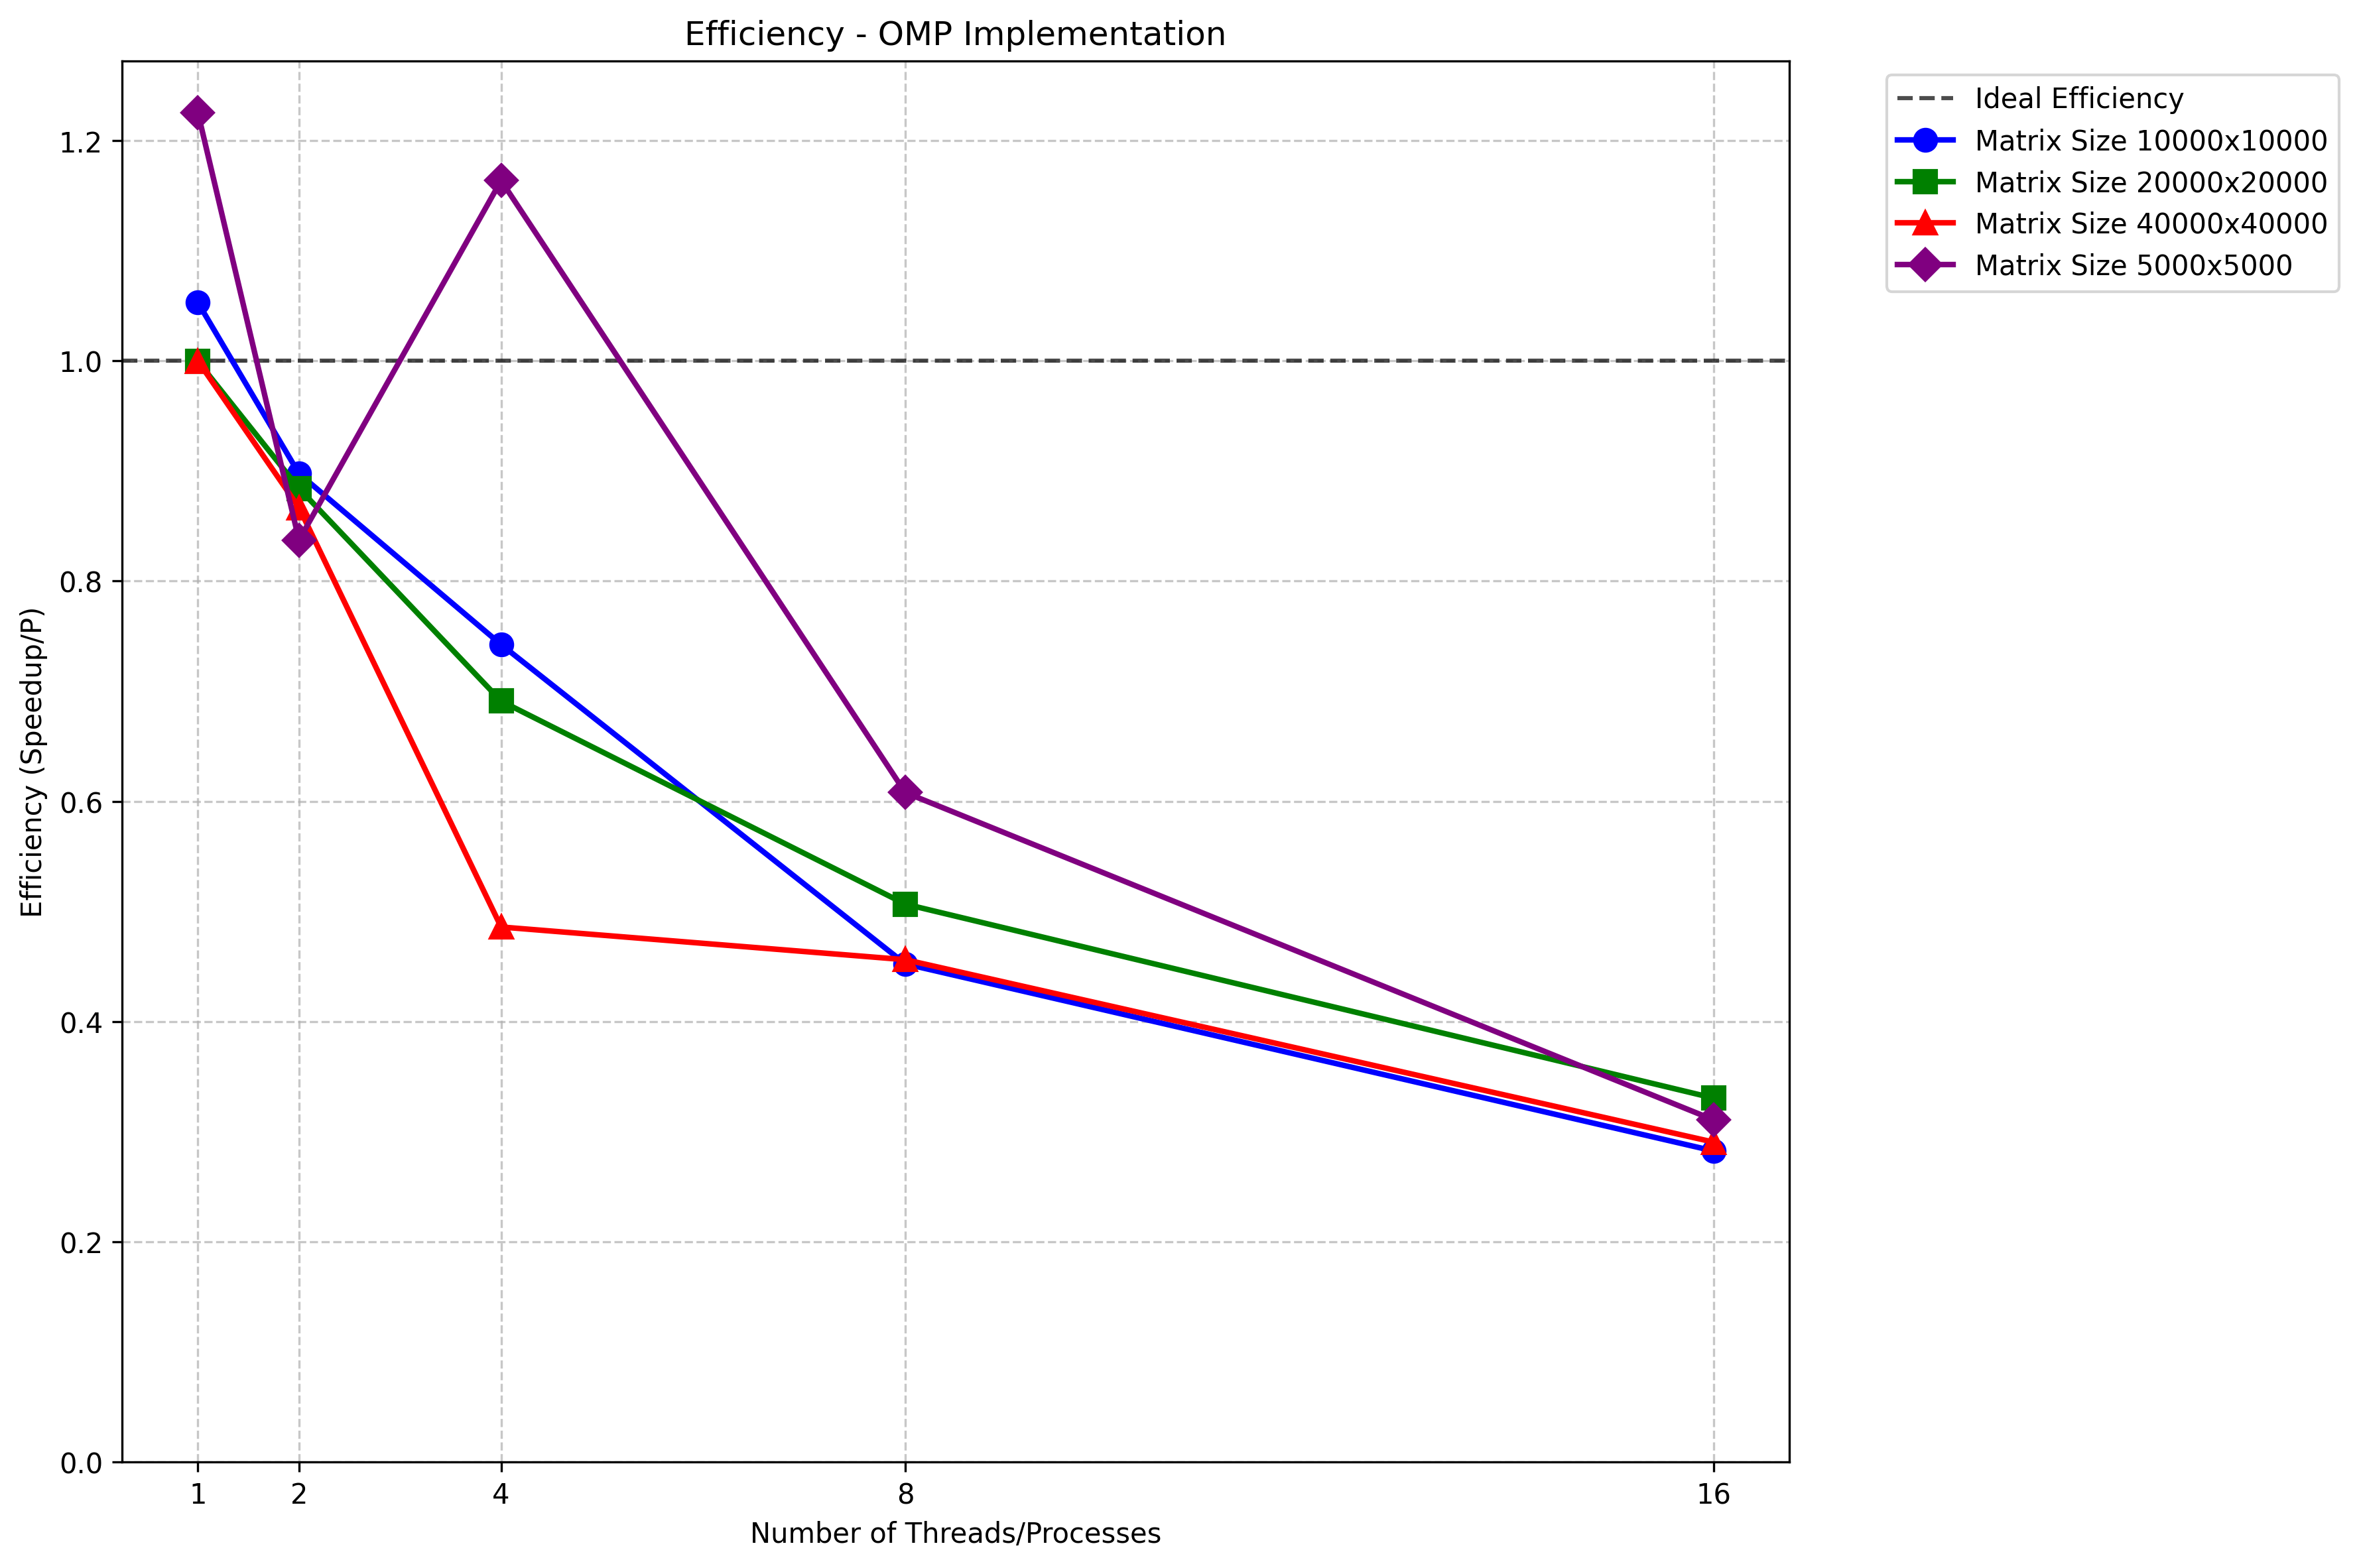 Efficiency - OMP Implementation
Ideal Efficiency
Matrix Size 10000x10000
Matrix Size 20000x20000
Matrix Size 40000x40000
Matrix Size 5000x5000
Efficiency (Speedup/P)
1.2
1.0
0.8
0.6
0.4
0.2
0.0
1 2 4 8 16
Number of Threads/Processes